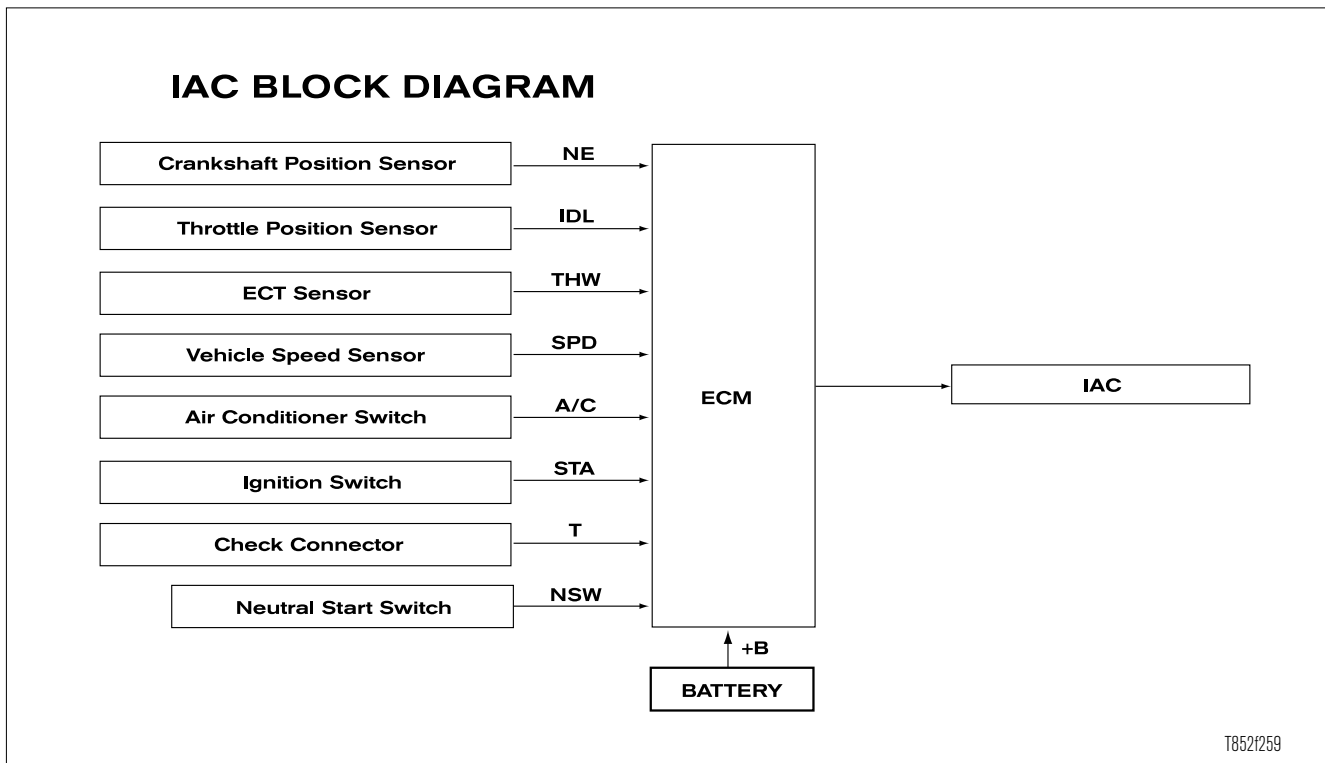 IAC BLOCK DIAGRAM
Crankshaft Position Sensor
NE
Throttle Position Sensor
IDL
ECT Sensor
THW
Vehicle Speed Sensor
SPD
Air Conditioner Switch
A/C
Ignition Switch
STA
Check Connector
T
Neutral Start Switch
NSW
ECM
IAC
+B
BATTERY
T852f259